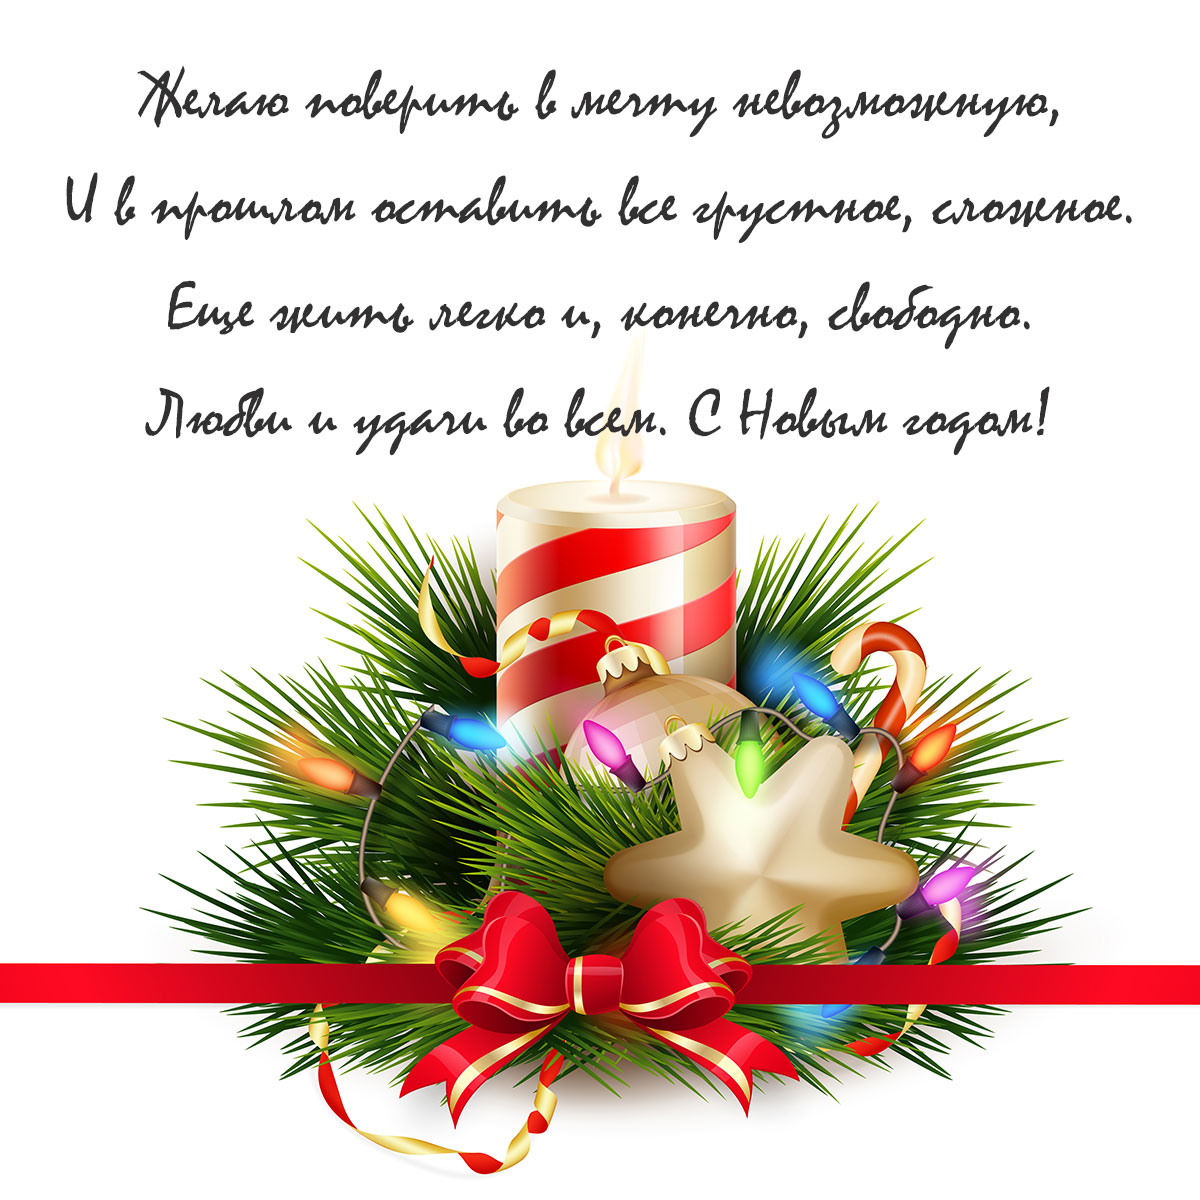 Желаю поверить в мечту невозможную,
И в прошлом оставить все грустное, сложное.
Еще жить легко и, конечно, свободно.
Любви и удачи во всем. С Новым годом!